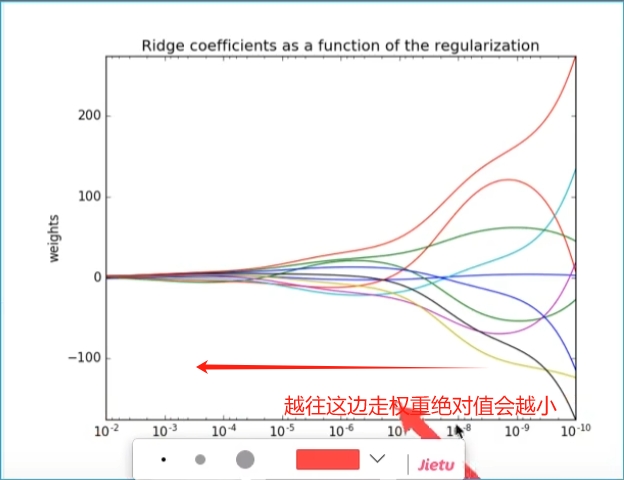 Ridge coefficients as a function of the regularization
200
100
0
−100
weights
越往这边走权重绝对值会越小
10⁻² 10⁻³ 10⁻⁴ 10⁻⁵ 10⁻⁶ 10⁻⁷ 10⁻⁸ 10⁻⁹ 10⁻¹⁰
Jietu